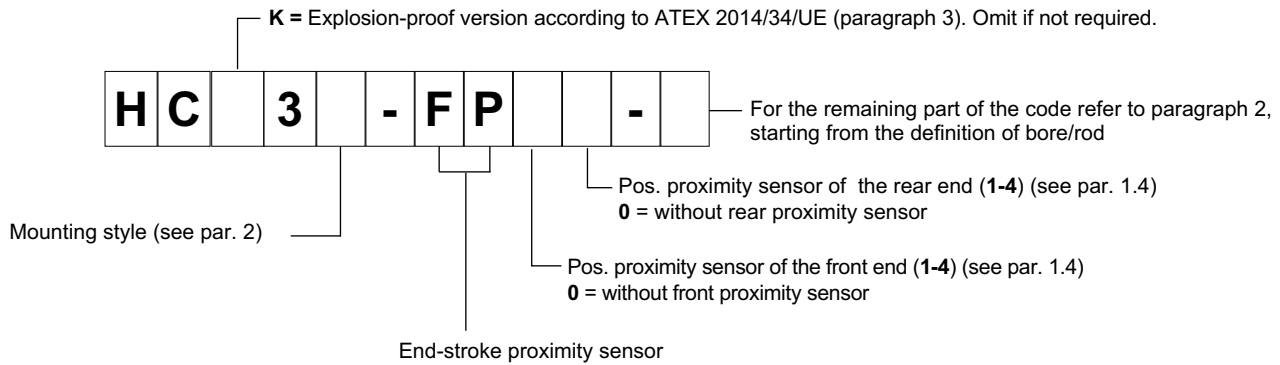 K = Explosion-proof version according to ATEX 2014/34/UE (paragraph 3). Omit if not required.
H C 3 - F P -
For the remaining part of the code refer to paragraph 2,
starting from the definition of bore/rod
Pos. proximity sensor of the rear end (1-4) (see par. 1.4)
0 = without rear proximity sensor
Mounting style (see par. 2)
Pos. proximity sensor of the front end (1-4) (see par. 1.4)
0 = without front proximity sensor
End-stroke proximity sensor